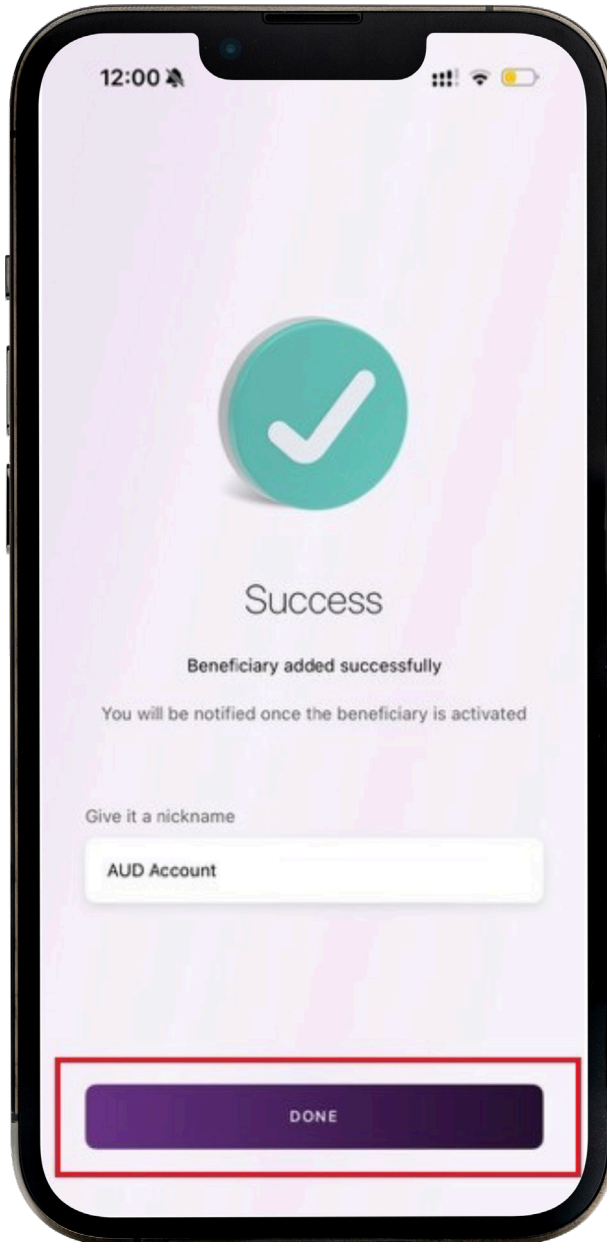 12:00
Success
Beneficiary added successfully
You will be notified once the beneficiary is activated
Give it a nickname
AUD Account
DONE